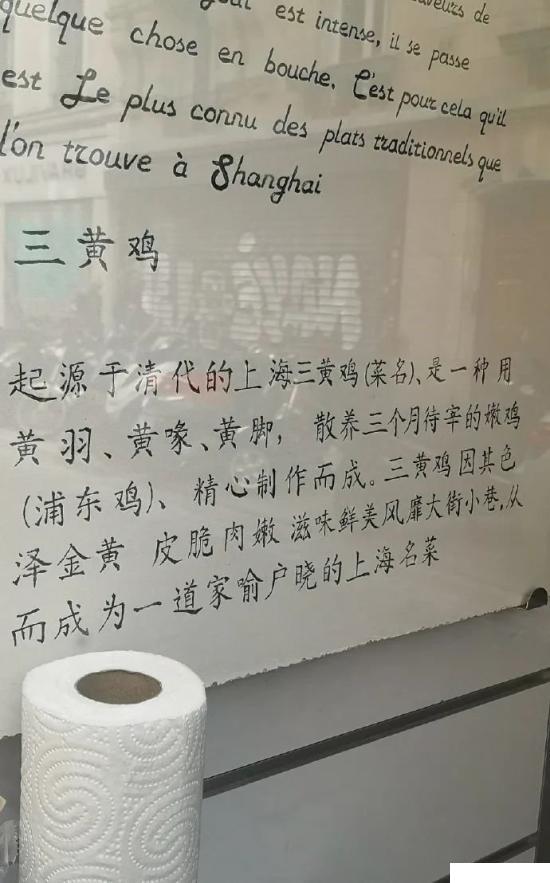 est intense, il se passe
quelque chose en bouche. C'est pour cela qu'il
est Le plus connu des plats traditionnels que
l'on trouve à Shanghai
三黄鸡
起源于清代的上海三黄鸡(菜名)、是一种用
黄羽、黄喙、黄脚, 散养三个月待宰的嫩鸡
(浦东鸡)、精心制作而成。三黄鸡因其色
泽金黄 皮脆肉嫩 滋味鲜美风靡大街小巷,从
而成为一道家喻户晓的上海名菜